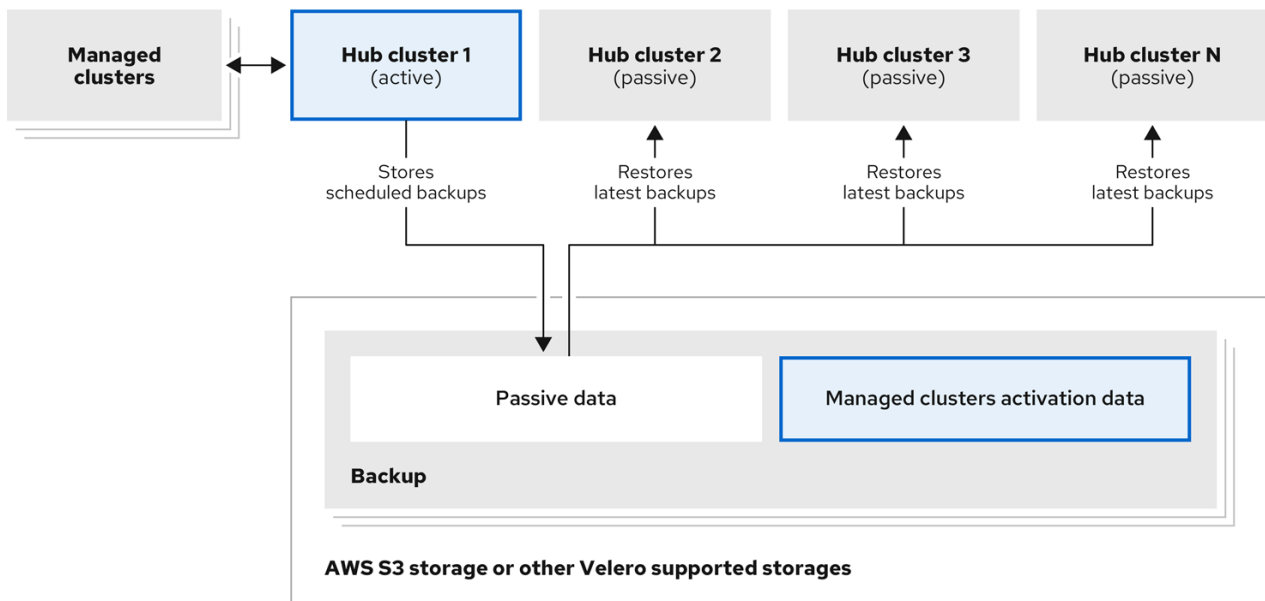 Managed
clusters
Hub cluster 1
(active)
Hub cluster 2
(passive)
Hub cluster 3
(passive)
Hub cluster N
(passive)
Stores
scheduled backups
Restores
latest backups
Restores
latest backups
Restores
latest backups
Passive data
Managed clusters activation data
Backup
AWS S3 storage or other Velero supported storages